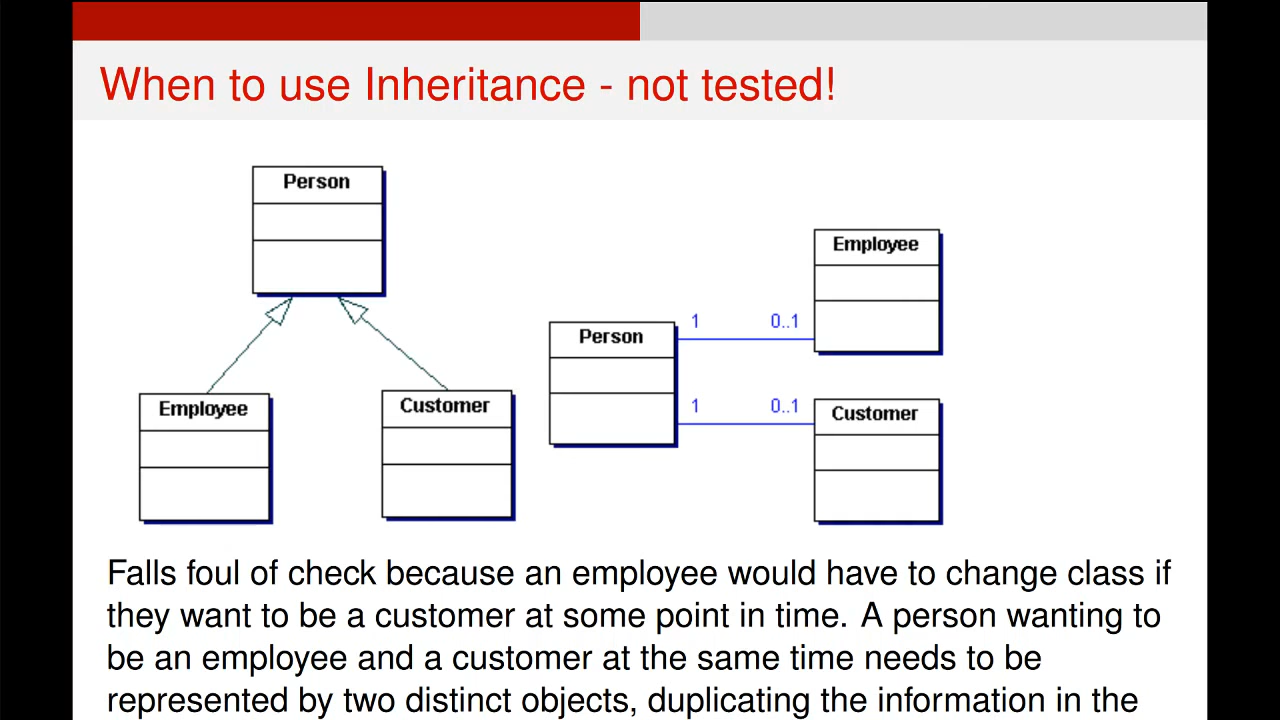 When to use Inheritance - not tested!
Person
Employee
Customer
Person
1
0..1
Employee
1
0..1
Customer
Falls foul of check because an employee would have to change class if
they want to be a customer at some point in time. A person wanting to
be an employee and a customer at the same time needs to be
represented by two distinct objects, duplicating the information in the